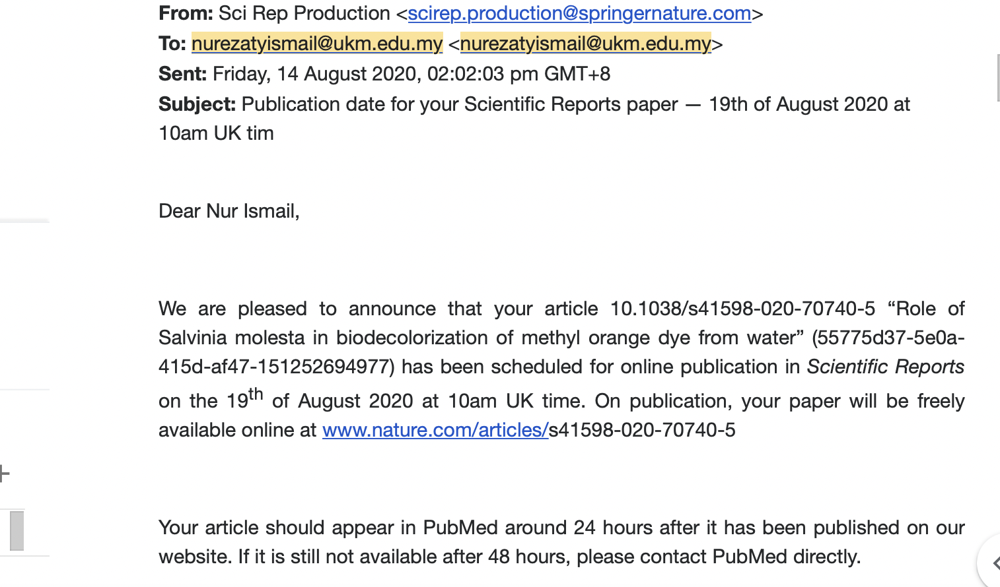 From: Sci Rep Production <scirep.production@springernature.com>
To: nurezatyismail@ukm.edu.my <nurezatyismail@ukm.edu.my>
Sent: Friday, 14 August 2020, 02:02:03 pm GMT+8
Subject: Publication date for your Scientific Reports paper — 19th of August 2020 at
10am UK tim
Dear Nur Ismail,
We are pleased to announce that your article 10.1038/s41598-020-70740-5 “Role of
Salvinia molesta in biodecolorization of methyl orange dye from water” (55775d37-5e0a-
415d-af47-151252694977) has been scheduled for online publication in Scientific Reports
on the 19th of August 2020 at 10am UK time. On publication, your paper will be freely
available online at www.nature.com/articles/s41598-020-70740-5
Your article should appear in PubMed around 24 hours after it has been published on our
website. If it is still not available after 48 hours, please contact PubMed directly.